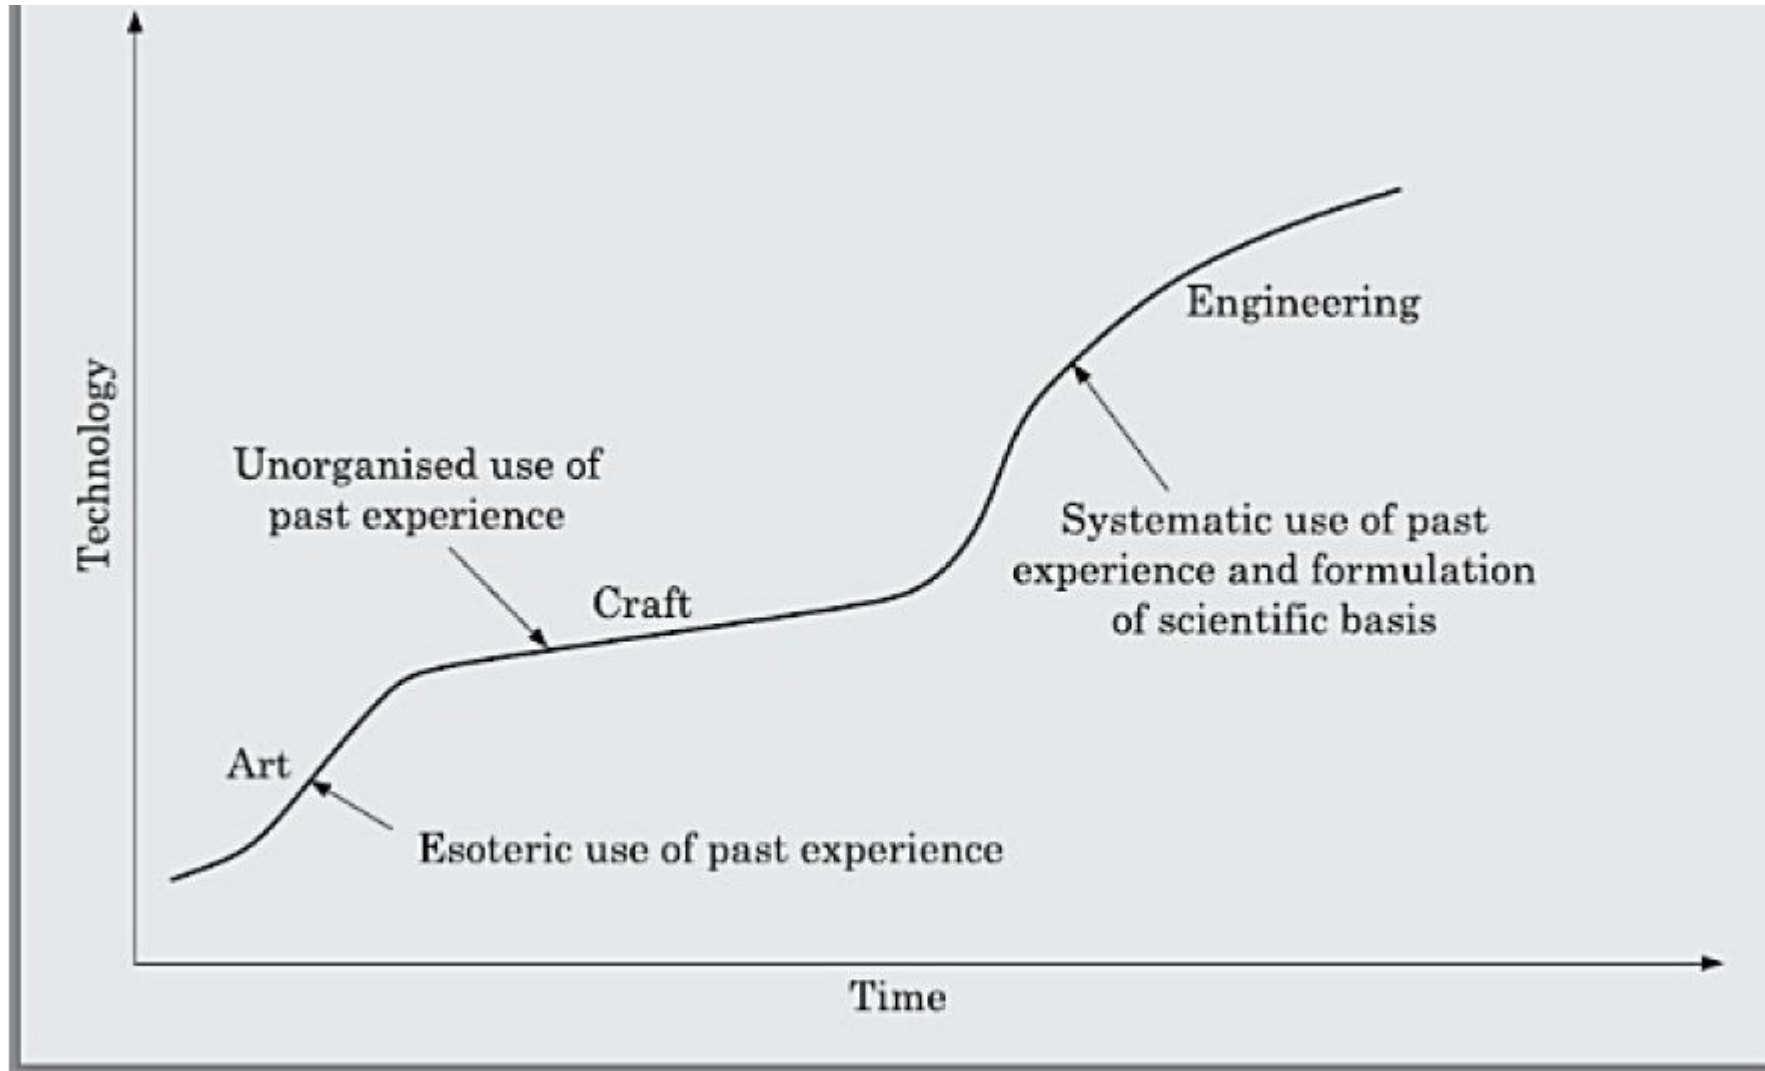 Technology
Engineering
Unorganised use of
past experience
Systematic use of past
experience and formulation
of scientific basis
Craft
Art
Esoteric use of past experience
Time